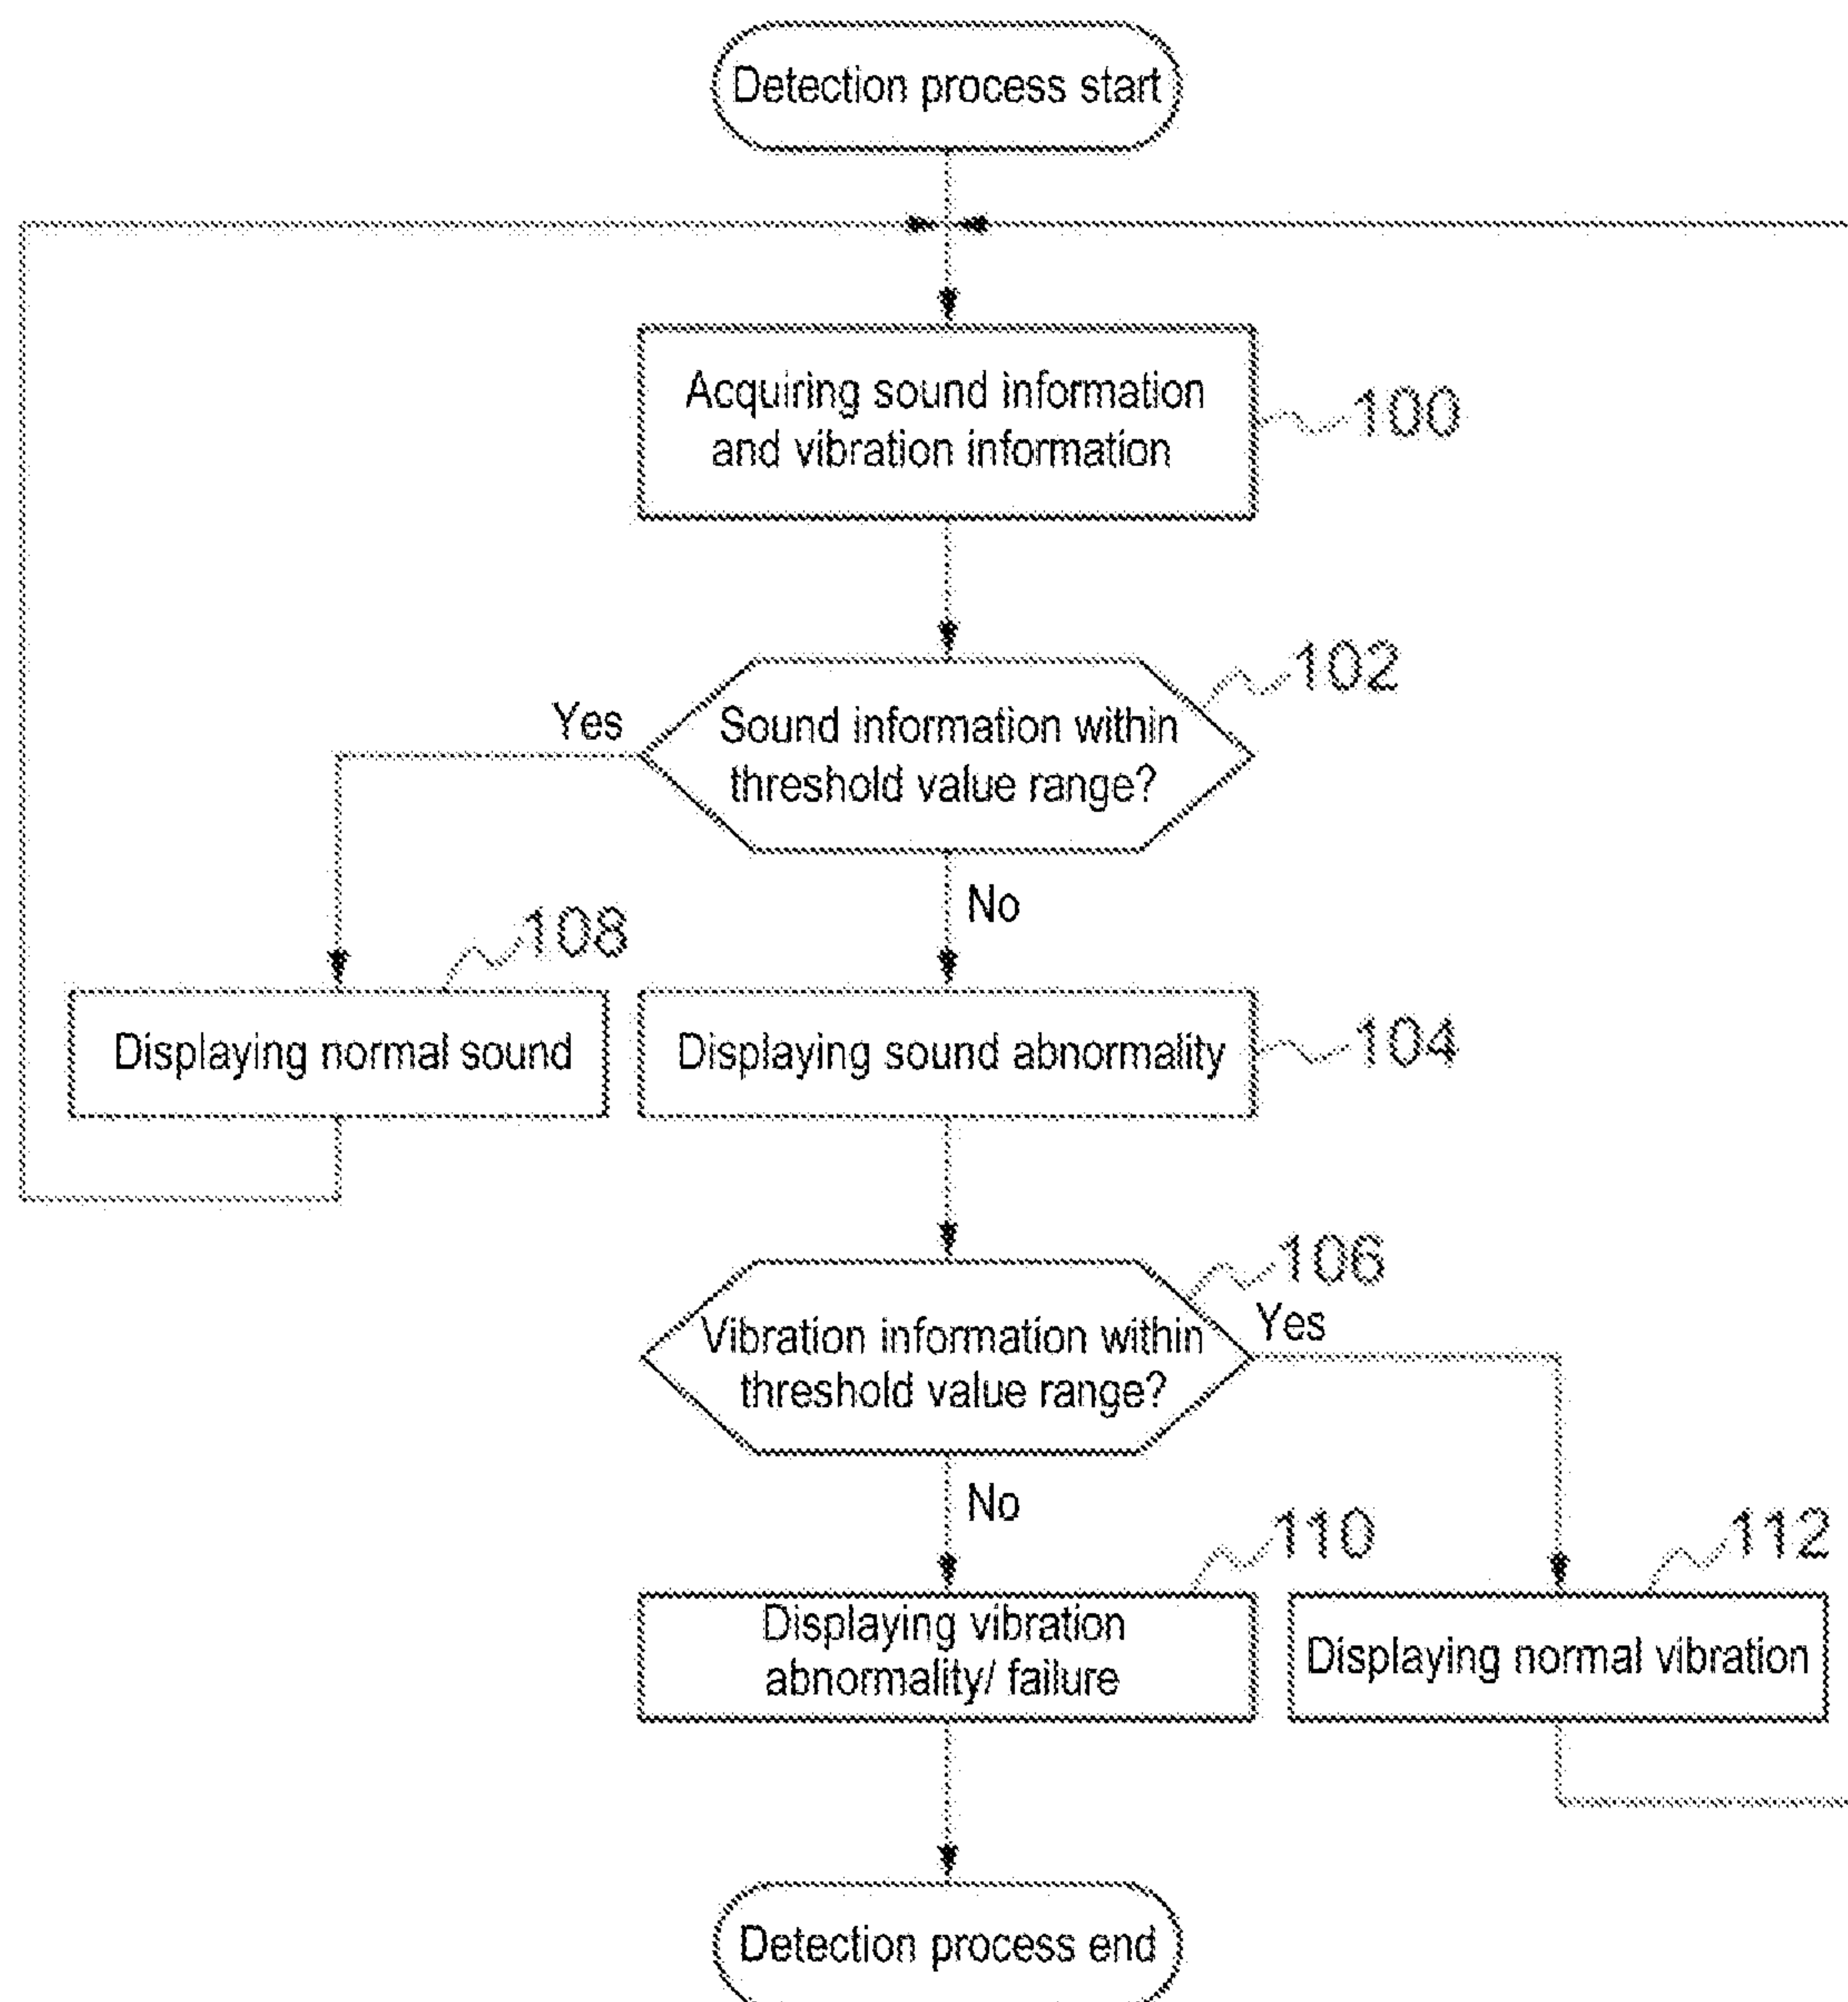 Detection process start
Acquiring sound information
and vibration information
100
102
Yes
Sound information within
threshold value range?
No
108
Displaying normal sound
Displaying sound abnormality
104
106
Vibration information within
threshold value range?
Yes
No
110
112
Displaying vibration
abnormality/ failure
Displaying normal vibration
Detection process end